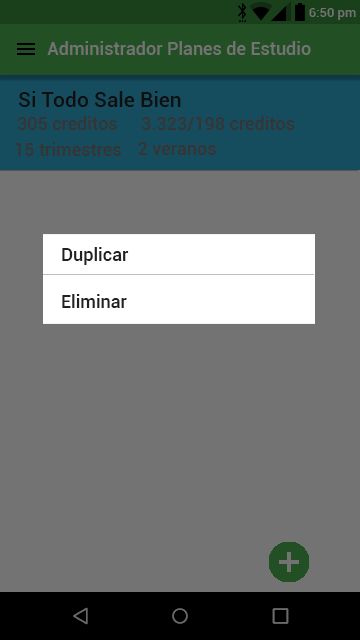 6:50 pm
Administrador Planes de Estudio
Si Todo Sale Bien
305 creditos 3.323/198 creditos
15 trimestres 2 veranos
Duplicar
Eliminar